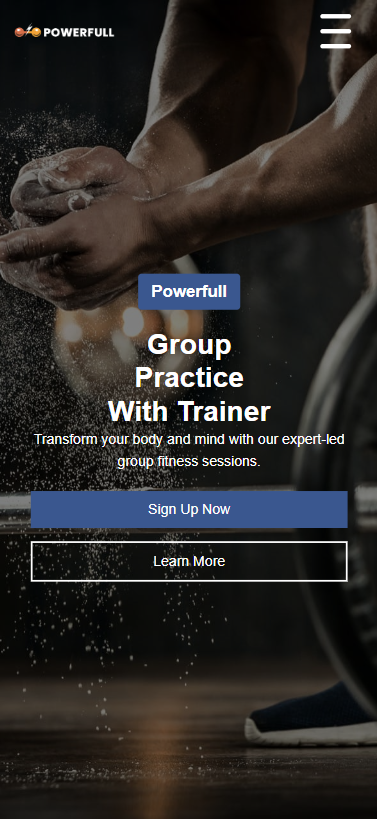 POWERFULL
Powerfull
Group
Practice
With Trainer
Transform your body and mind with our expert-led
group fitness sessions.
Sign Up Now
Learn More